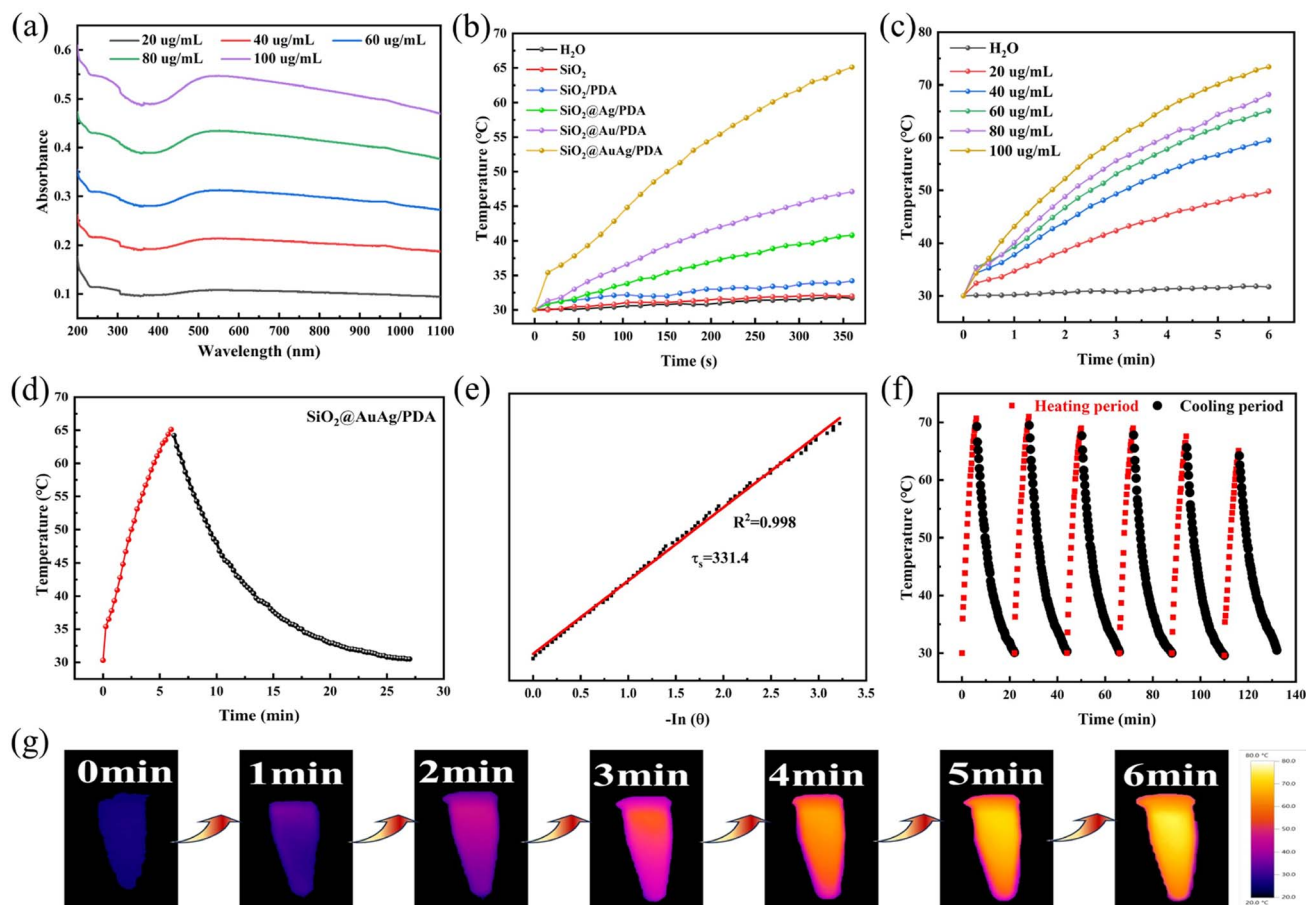 (a)
20 ug/mL 40 ug/mL 60 ug/mL
80 ug/mL 100 ug/mL
0.6
0.5
0.4
0.3
0.2
0.1
Absorbance
200 300 400 500 600 700 800 900 1000 1100
Wavelength (nm)
(b)
H₂O
SiO₂
SiO₂/PDA
SiO₂@Ag/PDA
SiO₂@Au/PDA
SiO₂@AuAg/PDA
70
65
60
55
50
45
40
35
30
Temperature (°C)
0 50 100 150 200 250 300 350
Time (s)
(c)
H₂O
20 ug/mL
40 ug/mL
60 ug/mL
80 ug/mL
100 ug/mL
80
70
60
50
40
30
Temperature (°C)
0 1 2 3 4 5 6
Time (min)
(d)
SiO₂@AuAg/PDA
70
65
60
55
50
45
40
35
30
Temperature (°C)
0 5 10 15 20 25 30
Time (min)
(e)
R²=0.998
τₛ=331.4
0.0 0.5 1.0 1.5 2.0 2.5 3.0 3.5
-In (θ)
(f)
Heating period Cooling period
70
60
50
40
30
Temperature (°C)
0 20 40 60 80 100 120 140
Time (min)
(g)
0min 1min 2min 3min 4min 5min 6min
80.0 °C
80.0
70.0
60.0
50.0
40.0
30.0
20.0
20.0 °C